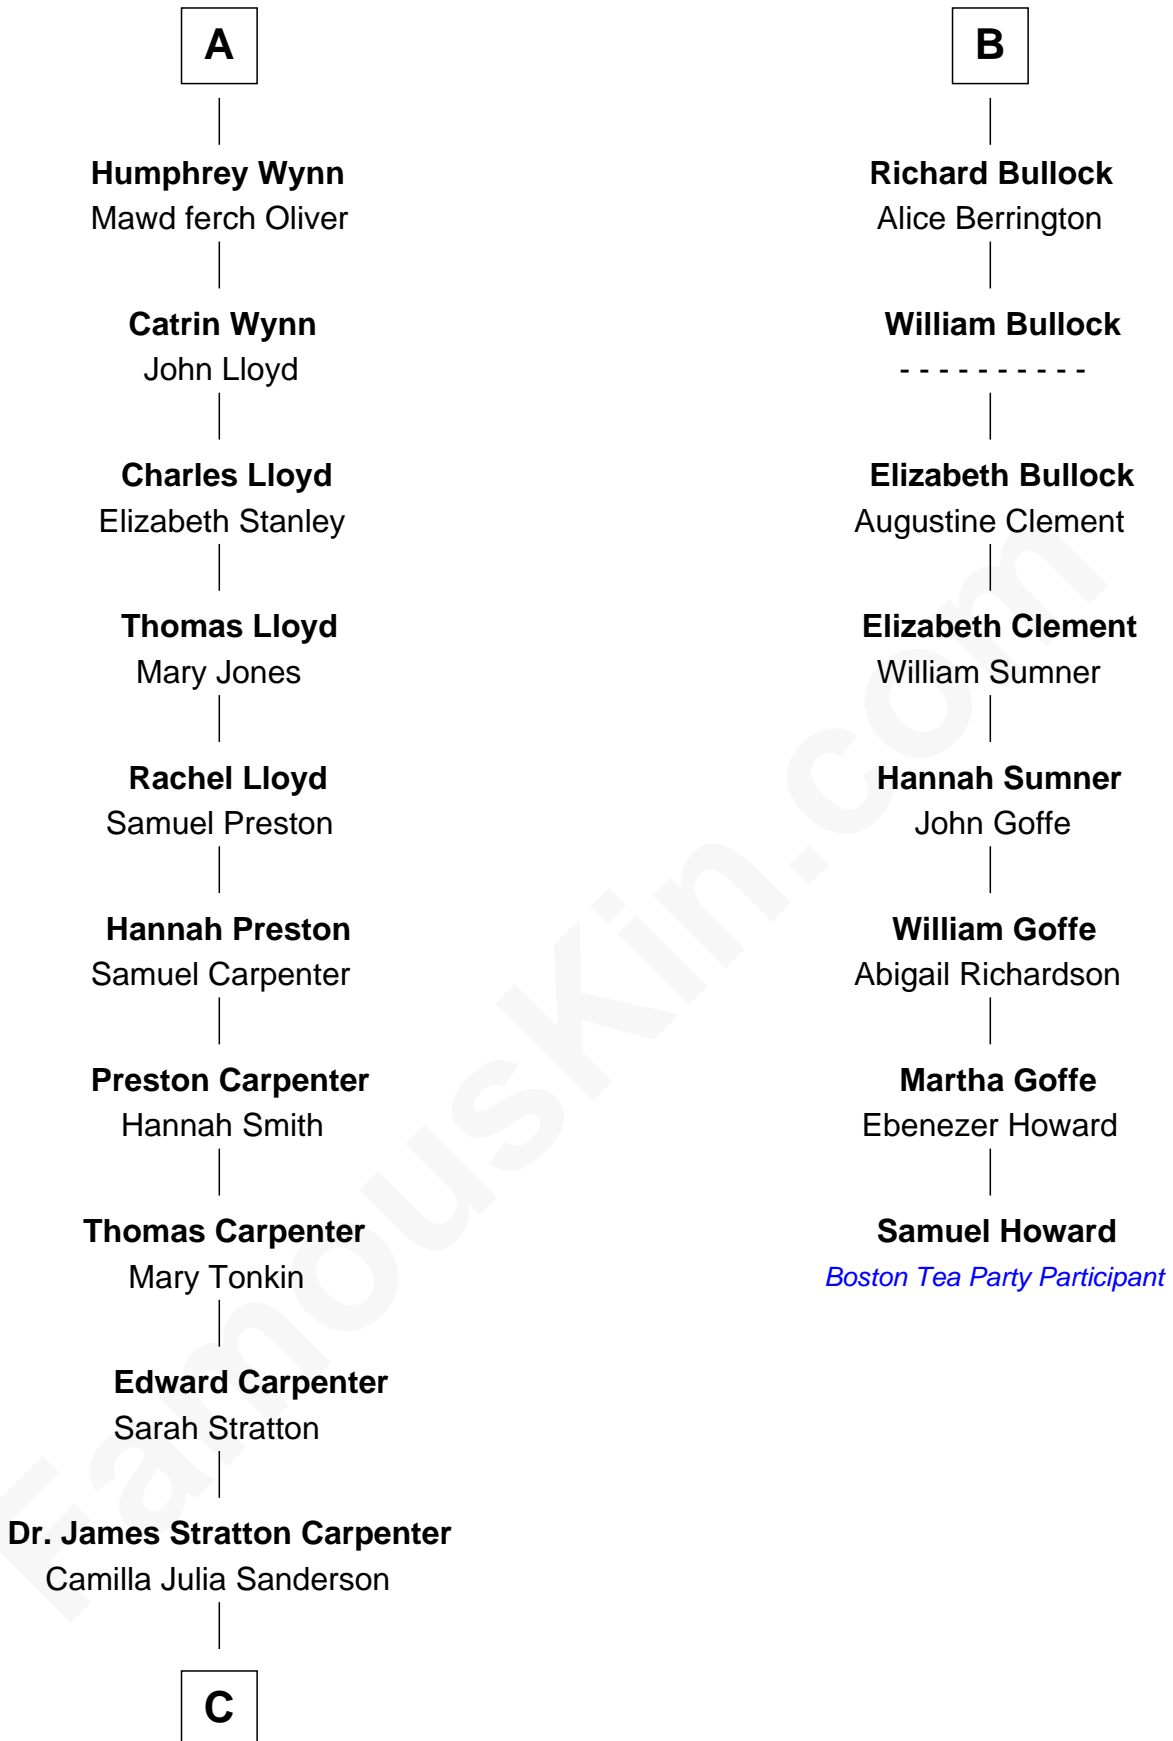 A
Humphrey Wynn
Mawd ferch Oliver
Catrin Wynn
John Lloyd
Charles Lloyd
Elizabeth Stanley
Thomas Lloyd
Mary Jones
Rachel Lloyd
Samuel Preston
Hannah Preston
Samuel Carpenter
Preston Carpenter
Hannah Smith
Thomas Carpenter
Mary Tonkin
Edward Carpenter
Sarah Stratton
Dr. James Stratton Carpenter
Camilla Julia Sanderson
C
B
Richard Bullock
Alice Berrington
William Bullock
- - - - - - - - - -
Elizabeth Bullock
Augustine Clement
Elizabeth Clement
William Sumner
Hannah Sumner
John Goffe
William Goffe
Abigail Richardson
Martha Goffe
Ebenezer Howard
Samuel Howard
Boston Tea Party Participant
FamousKin.com